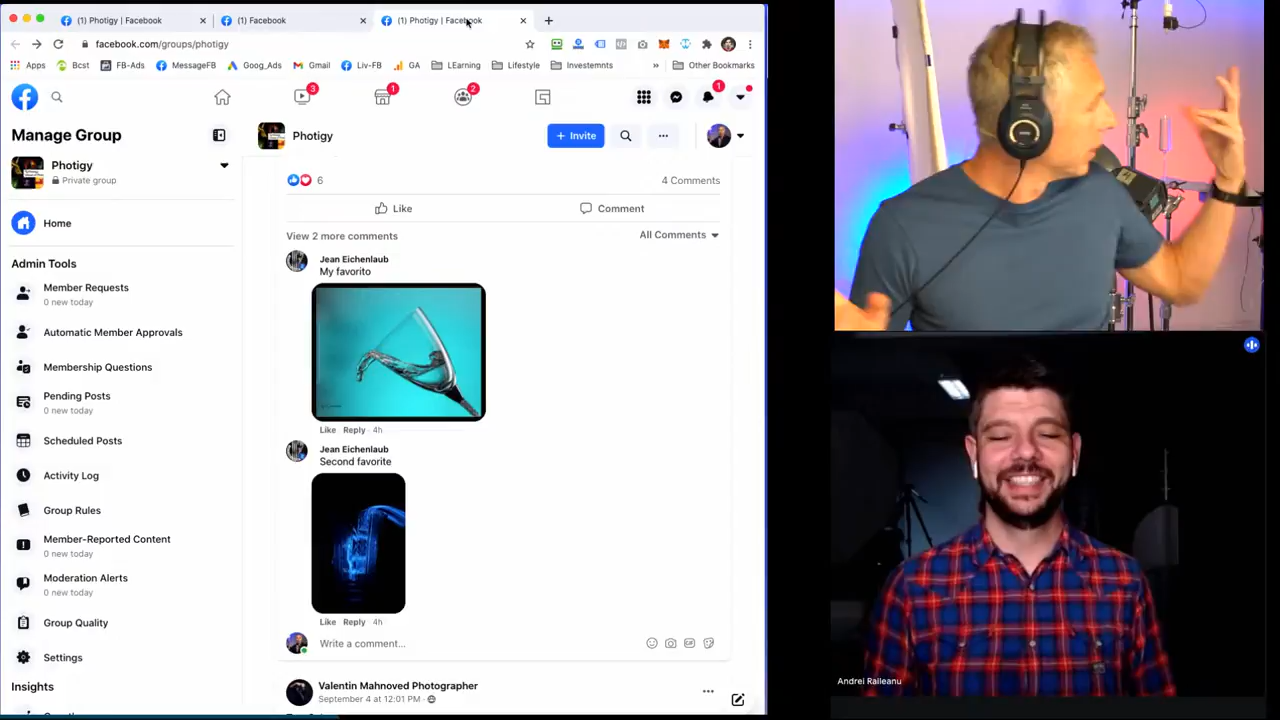 (1) Photigy | Facebook
(1) Facebook
(1) Photigy | Facebook
facebook.com/groups/photigy
Apps
Bcst
FB-Ads
MessageFB
Goog_Ads
Gmail
Liv-FB
GA
LEarning
Lifestyle
Investemnts
»
Other Bookmarks
3
1
2
1
Manage Group
Photigy
Private group
Home
Admin Tools
Member Requests
0 new today
Automatic Member Approvals
Membership Questions
Pending Posts
0 new today
Scheduled Posts
Activity Log
Group Rules
Member-Reported Content
0 new today
Moderation Alerts
0 new today
Group Quality
Settings
Insights
Photigy
+ Invite
6
4 Comments
Like
Comment
View 2 more comments
All Comments
Jean Eichenlaub
My favorito
Like Reply · 4h
Jean Eichenlaub
Second favorite
Like Reply · 4h
Write a comment...
GIF
Valentin Mahnoved Photographer
September 4 at 12:01 PM ·
Andrei Raileanu